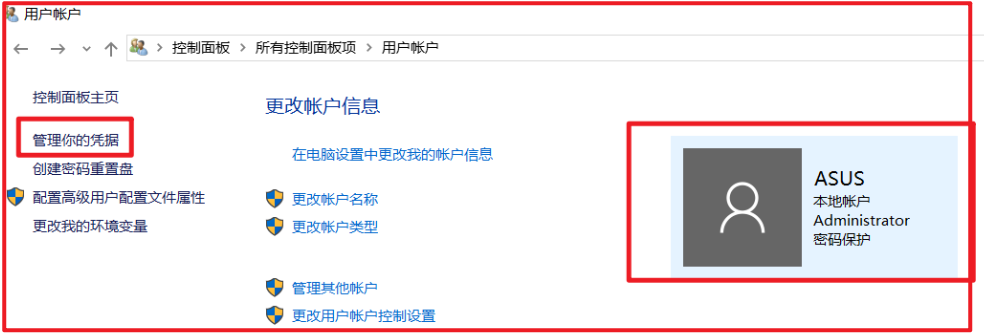 用户帐户
控制面板 > 所有控制面板项 > 用户帐户
控制面板主页
管理你的凭据
创建密码重置盘
配置高级用户配置文件属性
更改我的环境变量
更改帐户信息
在电脑设置中更改我的帐户信息
更改帐户名称
更改帐户类型
管理其他帐户
更改用户帐户控制设置
ASUS
本地帐户
Administrator
密码保护